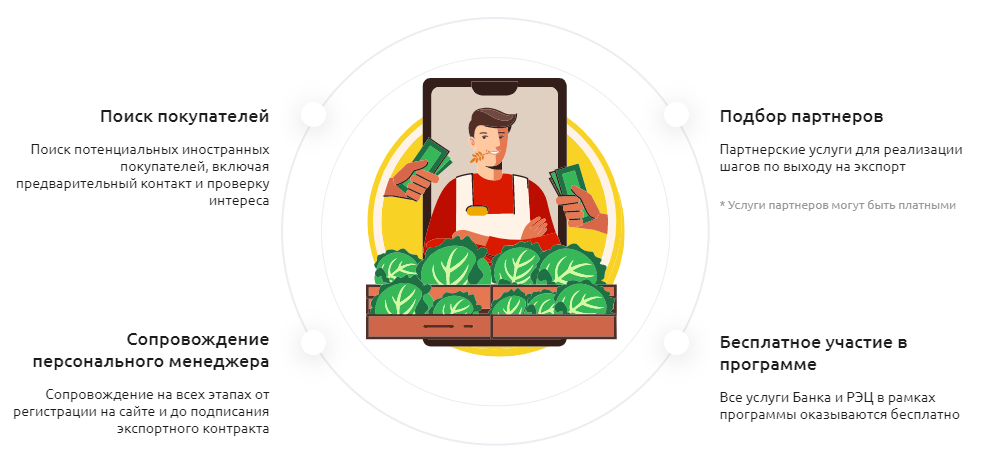 Поиск покупателей
Поиск потенциальных иностранных
покупателей, включая
предварительный контакт и проверку
интереса
Подбор партнеров
Партнерские услуги для реализации
шагов по выходу на экспорт
* Услуги партнеров могут быть платными
Сопровождение
персонального менеджера
Сопровождение на всех этапах от
регистрации на сайте и до подписания
экспортного контракта
Бесплатное участие в
программе
Все услуги Банка и РЭЦ в рамках
программы оказываются бесплатно